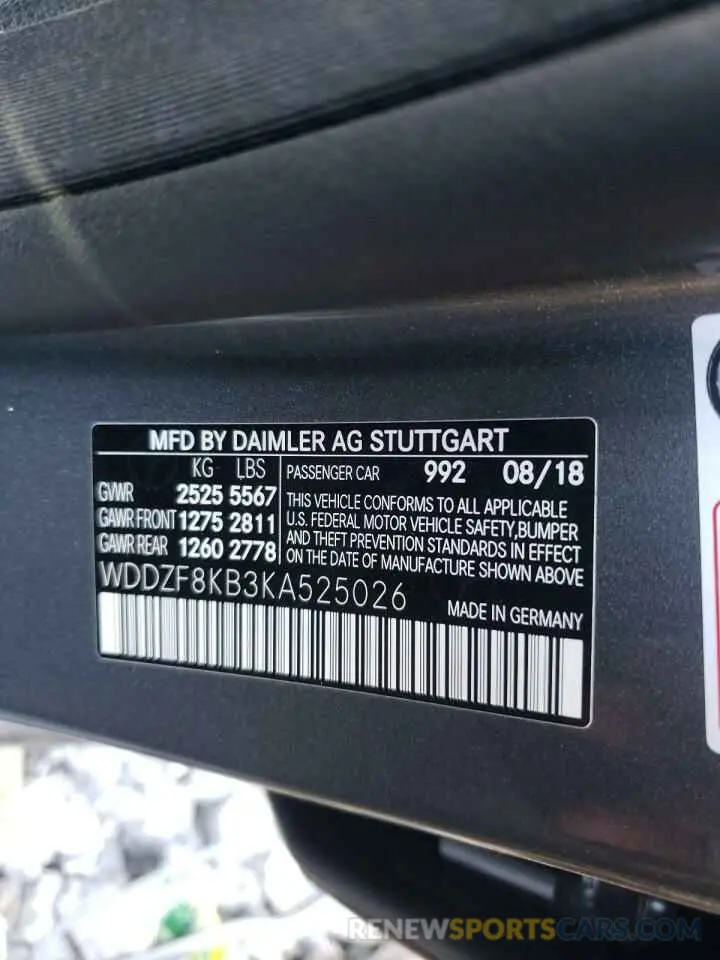 MFD BY DAIMLER AG STUTTGART
KG LBS
GVWR 2525 5567
GAWR FRONT 1275 2811
GAWR REAR 1260 2778
PASSENGER CAR 992 08/18
THIS VEHICLE CONFORMS TO ALL APPLICABLE
U.S. FEDERAL MOTOR VEHICLE SAFETY,BUMPER
AND THEFT PREVENTION STANDARDS IN EFFECT
ON THE DATE OF MANUFACTURE SHOWN ABOVE
WDDZF8KB3KA525026
MADE IN GERMANY
RENEWSPORTSCARS.COM